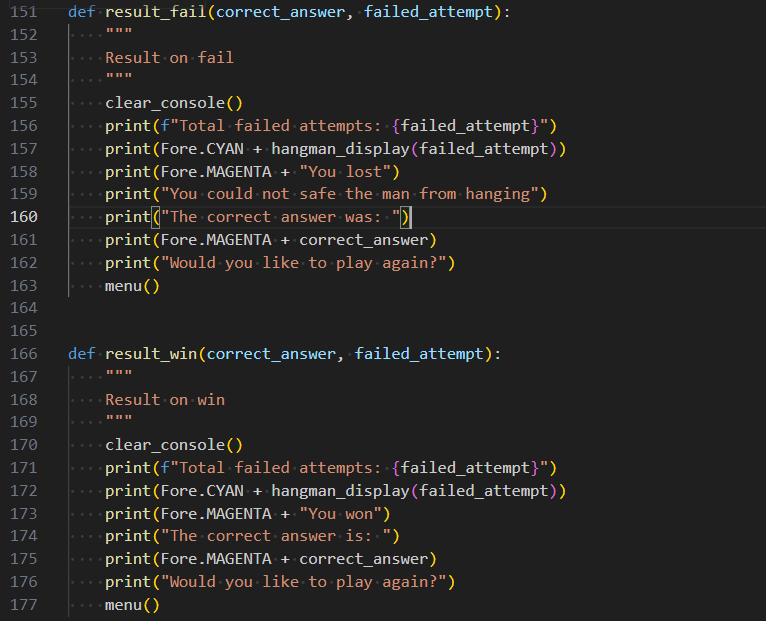 151 def result_fail(correct_answer, failed_attempt):
152     """
153     Result on fail
154     """
155     clear_console()
156     print(f"Total failed attempts: {failed_attempt}")
157     print(Fore.CYAN + hangman_display(failed_attempt))
158     print(Fore.MAGENTA + "You lost")
159     print("You could not safe the man from hanging")
160     print("The correct answer was: ")
161     print(Fore.MAGENTA + correct_answer)
162     print("Would you like to play again?")
163     menu()
164
165
166 def result_win(correct_answer, failed_attempt):
167     """
168     Result on win
169     """
170     clear_console()
171     print(f"Total failed attempts: {failed_attempt}")
172     print(Fore.CYAN + hangman_display(failed_attempt))
173     print(Fore.MAGENTA + "You won")
174     print("The correct answer is: ")
175     print(Fore.MAGENTA + correct_answer)
176     print("Would you like to play again?")
177     menu()